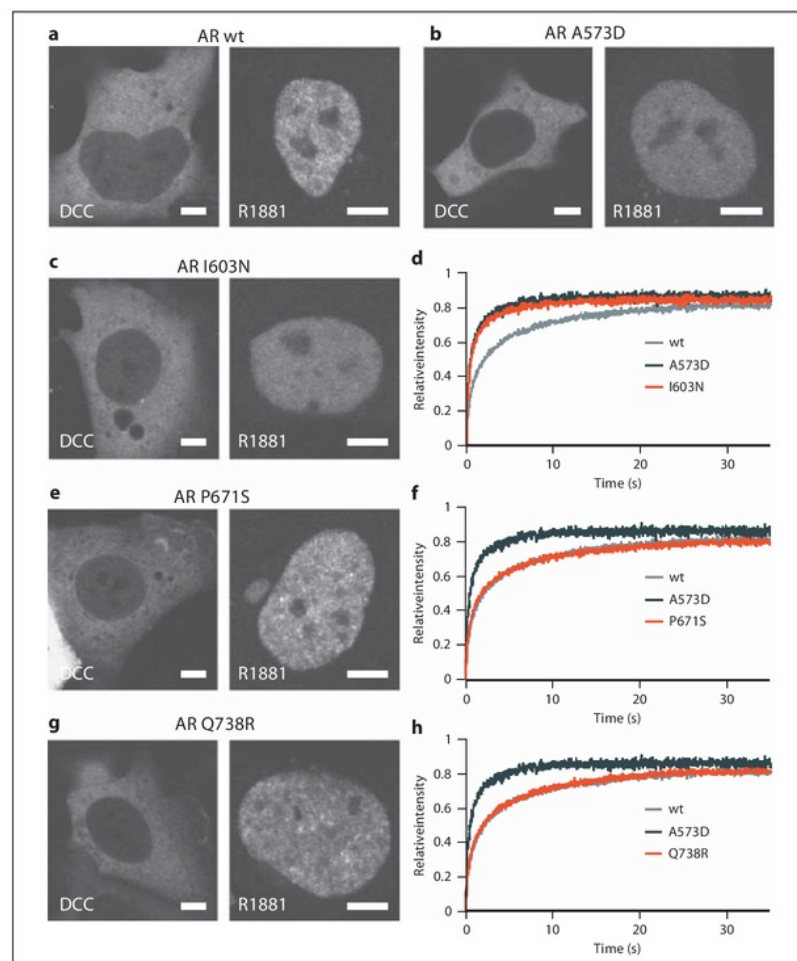 a
AR wt
DCC
R1881
b
AR A573D
DCC
R1881
c
AR I603N
DCC
R1881
d
Relativeintensity
1
0.8
0.6
0.4
0.2
0
0
10
20
30
Time (s)
wt
A573D
I603N
e
AR P671S
DCC
R1881
f
Relativeintensity
1
0.8
0.6
0.4
0.2
0
0
10
20
30
Time (s)
wt
A573D
P671S
g
AR Q738R
DCC
R1881
h
Relativeintensity
1
0.8
0.6
0.4
0.2
0
0
10
20
30
Time (s)
wt
A573D
Q738R